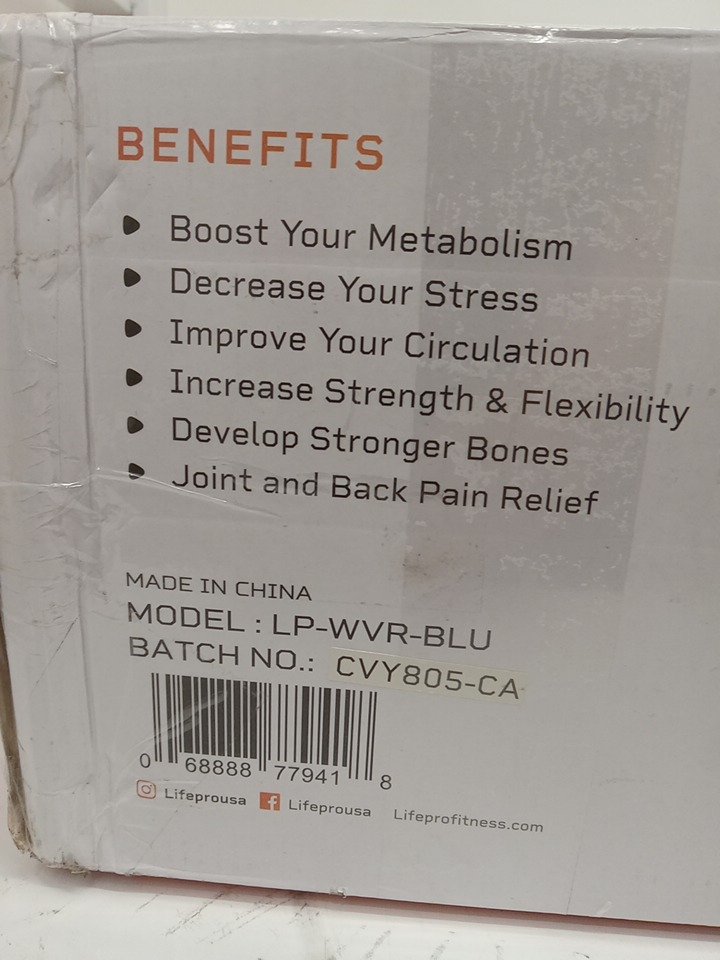 BENEFITS
Boost Your Metabolism
Decrease Your Stress
Improve Your Circulation
Increase Strength & Flexibility
Develop Stronger Bones
Joint and Back Pain Relief
MADE IN CHINA
MODEL : LP-WVR-BLU
BATCH NO.: CVY805-CA
0 68888 77941 8
Lifeprousa Lifeprousa Lifeprofitness.com